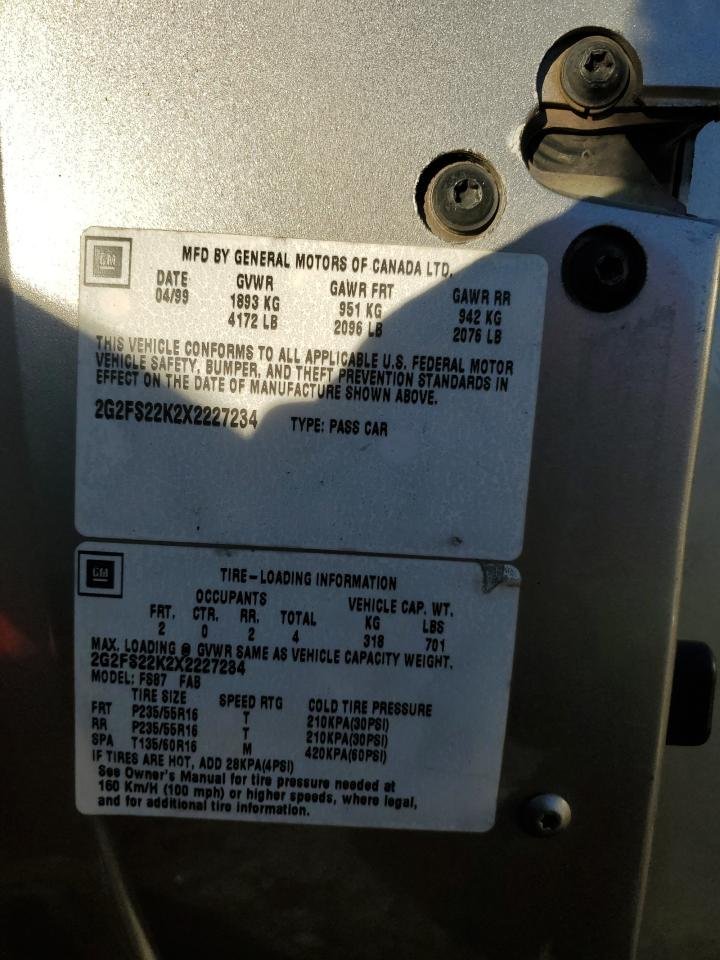 GM
MFD BY GENERAL MOTORS OF CANADA LTD.
DATE GVWR GAWR FRT GAWR RR
04/99 1893 KG 951 KG 942 KG
4172 LB 2096 LB 2076 LB
THIS VEHICLE CONFORMS TO ALL APPLICABLE U.S. FEDERAL MOTOR
VEHICLE SAFETY, BUMPER, AND THEFT PREVENTION STANDARDS IN
EFFECT ON THE DATE OF MANUFACTURE SHOWN ABOVE.
2G2FS22K2X2227234 TYPE: PASS CAR
GM
TIRE-LOADING INFORMATION
OCCUPANTS VEHICLE CAP. WT.
FRT. CTR. RR. TOTAL KG LBS
2 0 2 4 318 701
MAX. LOADING @ GVWR SAME AS VEHICLE CAPACITY WEIGHT.
2G2FS22K2X2227234
MODEL: FS87 FAB
TIRE SIZE SPEED RTG COLD TIRE PRESSURE
FRT P235/55R16 T 210KPA(30PSI)
RR P235/55R16 T 210KPA(30PSI)
SPA T135/60R16 M 420KPA(60PSI)
IF TIRES ARE HOT, ADD 28KPA(4PSI)
See Owner's Manual for tire pressure needed at
160 Km/H (100 mph) or higher speeds, where legal,
and for additional tire information.